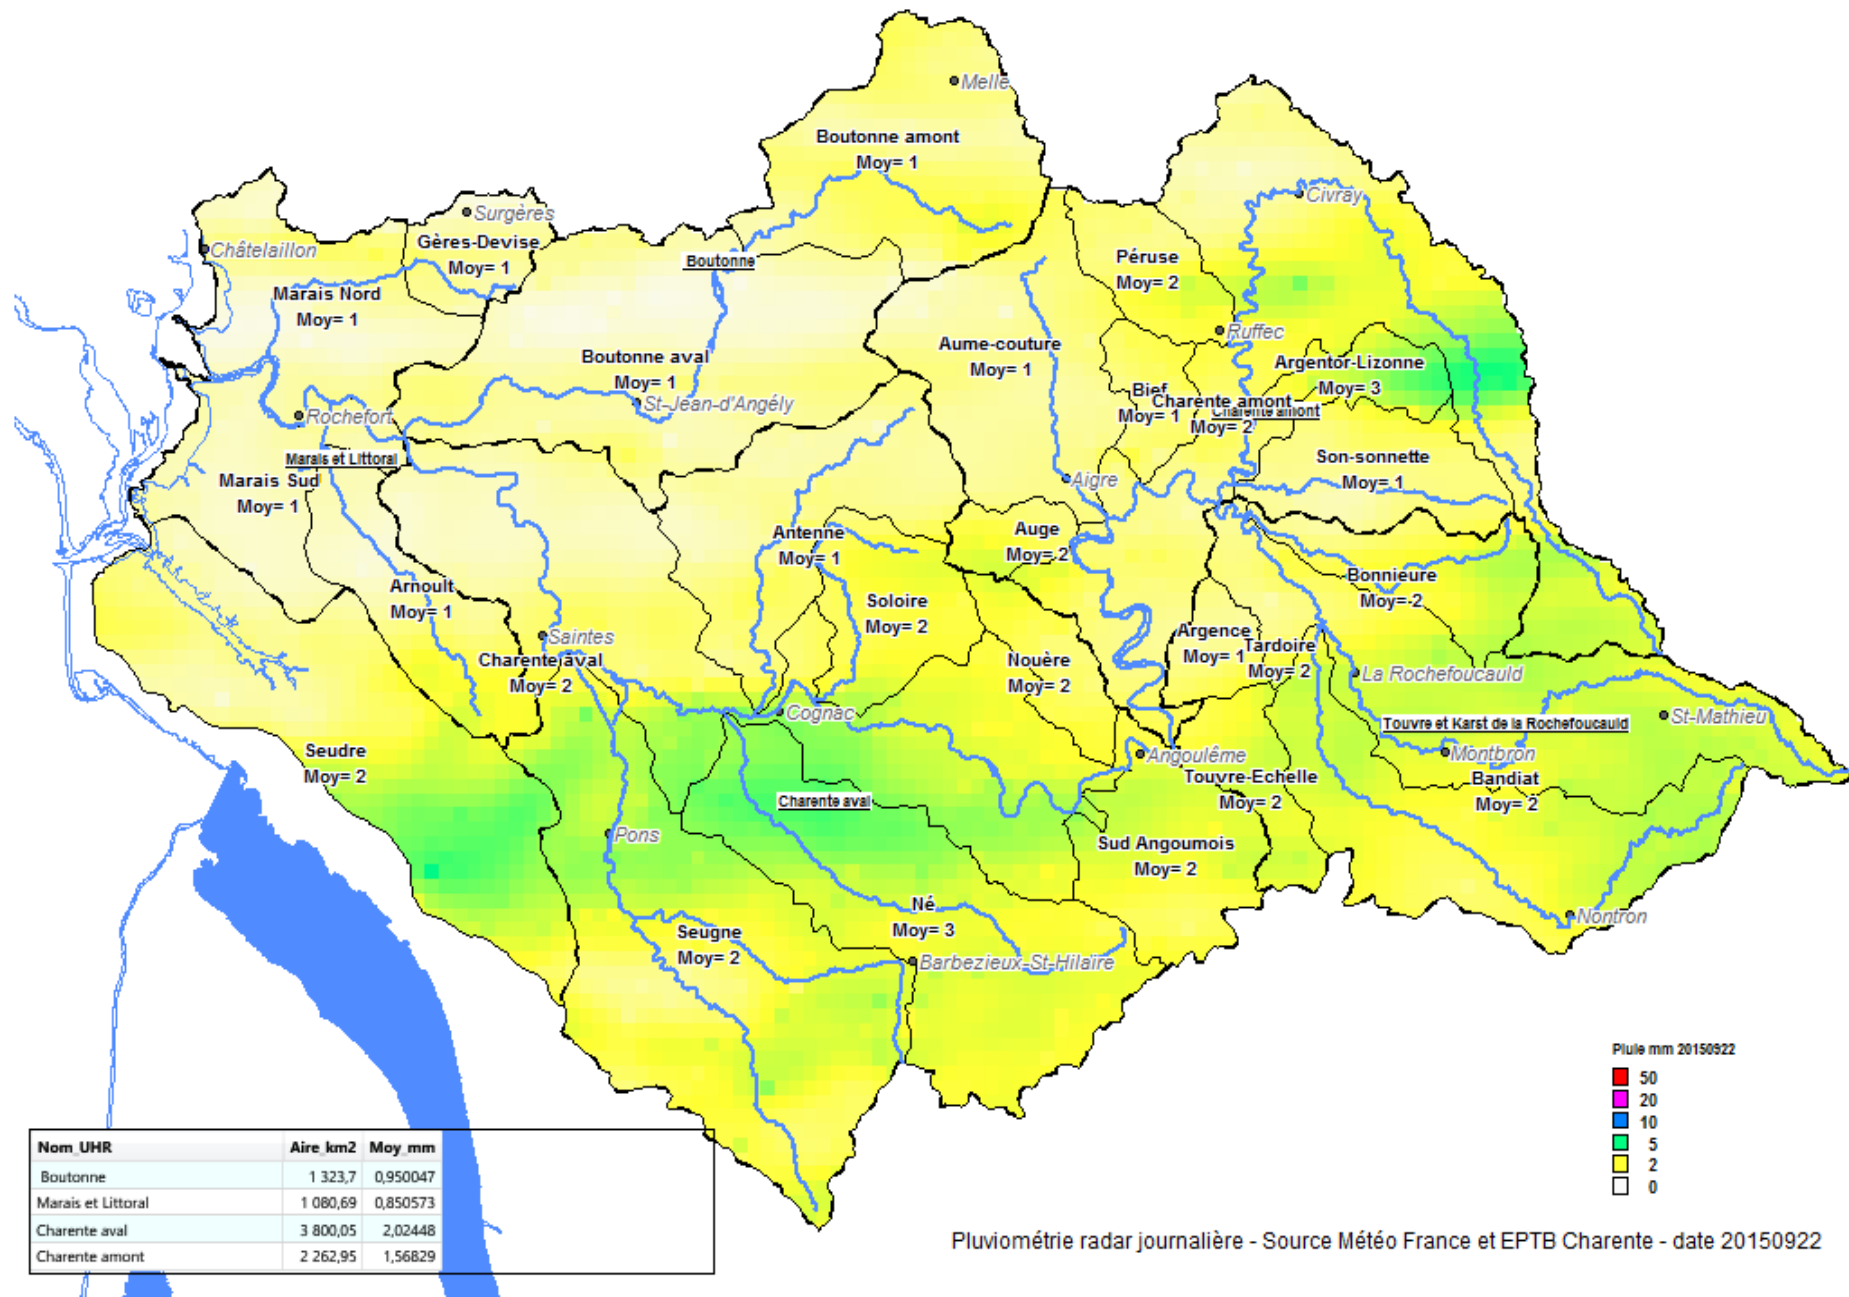 Melle
Boutonne amont
Moy= 1
Civray
Surgères
Châtelaillon
Gères-Devise
Moy= 1
Boutonne
Péruse
Moy= 2
Marais Nord
Moy= 1
Ruffec
Boutonne aval
Moy= 1
Aume-couture
Moy= 1
Argentor-Lizonne
Moy= 3
Bief
Moy= 1
Charente amont
Moy= 2
Charente amont
St-Jean-d'Angély
Rochefort
Marais et Littoral
Marais Sud
Moy= 1
Son-sonnette
Moy= 1
Aigre
Antenne
Moy= 1
Auge
Moy= 2
Arnoult
Moy= 1
Soloire
Moy= 2
Bonnieure
Moy=-2
Saintes
Charente aval
Moy= 2
Nouère
Moy= 2
Argence
Moy= 1
Tardoire
Moy= 2
La Rochefoucauld
Cognac
Touvre et Karst de la Rochefoucauld
St-Mathieu
Seudre
Moy= 2
Angoulême
Montbron
Touvre-Echelle
Moy= 2
Bandiat
Moy= 2
Charente aval
Pons
Sud Angoumois
Moy= 2
Né
Moy= 3
Nontron
Seugne
Moy= 2
Barbezieux-St-Hilaire
Pluie mm 20150922
50
20
10
5
2
0
Nom_UHR Aire_km2 Moy_mm
Boutonne 1 323,7 0,950047
Marais et Littoral 1 080,69 0,850573
Charente aval 3 800,05 2,02448
Charente amont 2 262,95 1,56829
Pluviométrie radar journalière - Source Météo France et EPTB Charente - date 20150922